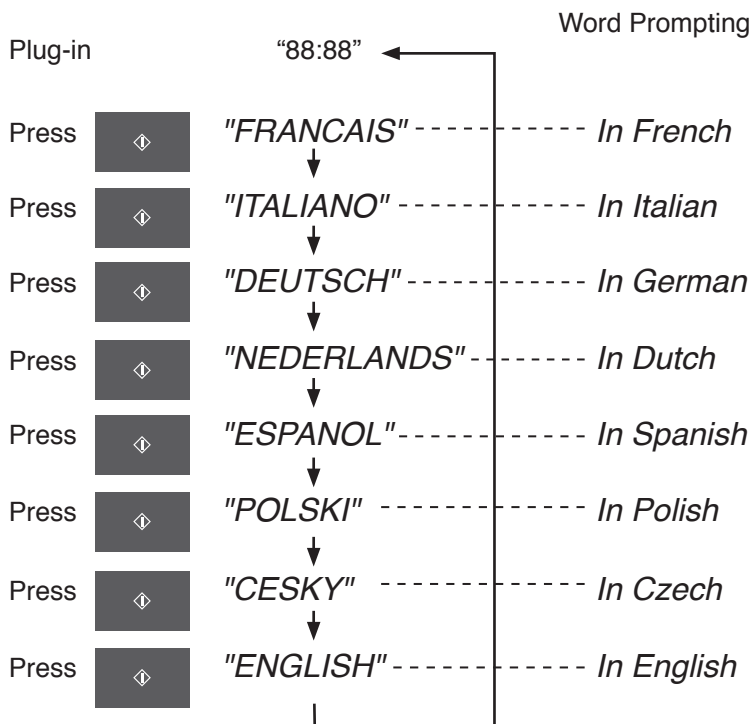 Word Prompting
Plug-in “88:88”
Press "FRANCAIS" In French
Press "ITALIANO" In Italian
Press "DEUTSCH" In German
Press "NEDERLANDS" In Dutch
Press "ESPANOL" In Spanish
Press "POLSKI" In Polish
Press "CESKY" In Czech
Press "ENGLISH" In English